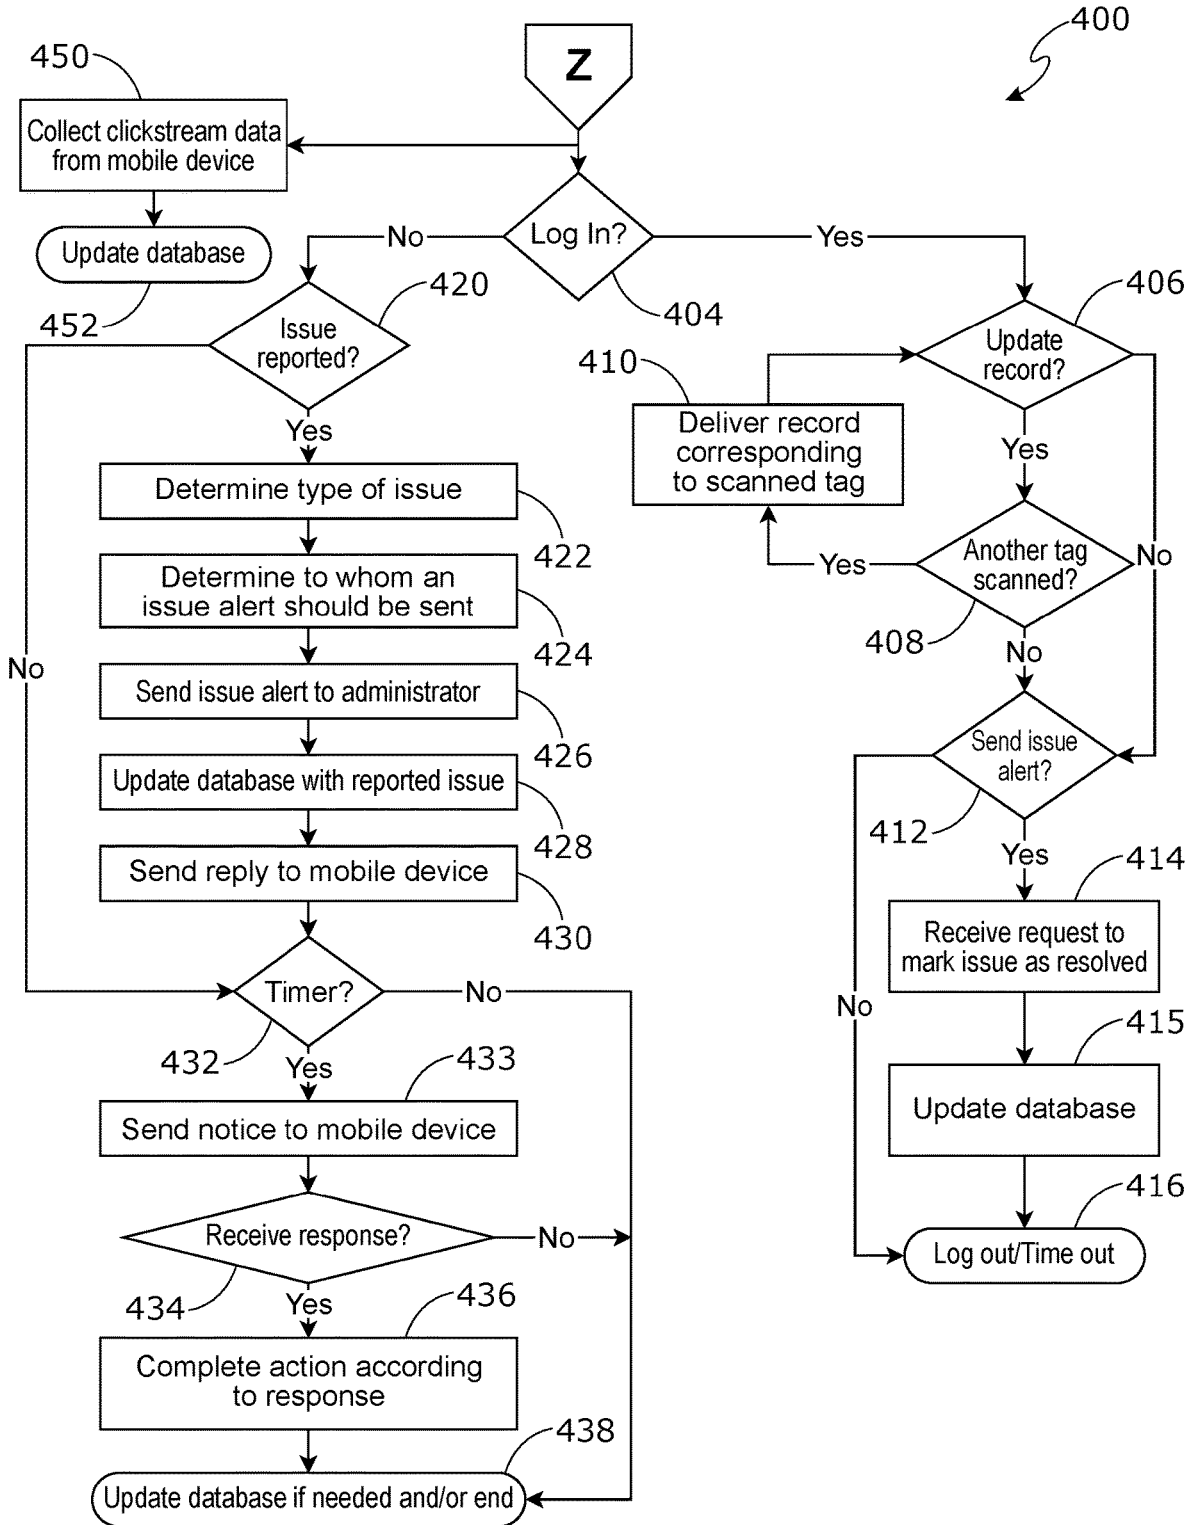 400
Z
450
Collect clickstream data
from mobile device
Update database
452
Log In?
404
No
Yes
420
Issue
reported?
No
Yes
Determine type of issue
422
Determine to whom an
issue alert should be sent
424
Send issue alert to administrator
426
Update database with reported issue
428
Send reply to mobile device
430
Timer?
432
No
Yes
433
Send notice to mobile device
Receive response?
434
No
Yes
436
Complete action according
to response
438
Update database if needed and/or end
406
Update
record?
Yes
No
410
Deliver record
corresponding
to scanned tag
Yes
Another tag
scanned?
408
No
Send issue
alert?
412
Yes
No
414
Receive request to
mark issue as resolved
415
Update database
416
Log out/Time out